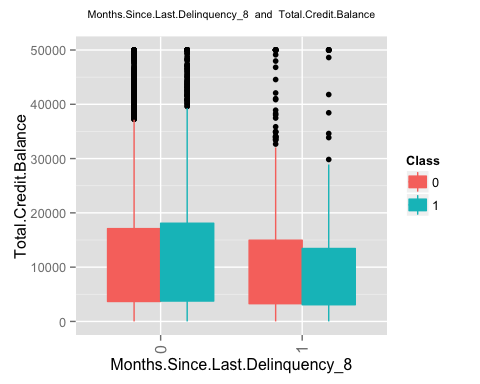 Months.Since.Last.Delinquency_8 and Total.Credit.Balance
50000
40000
30000
20000
10000
0
Total.Credit.Balance
0
1
Months.Since.Last.Delinquency_8
Class
0
1